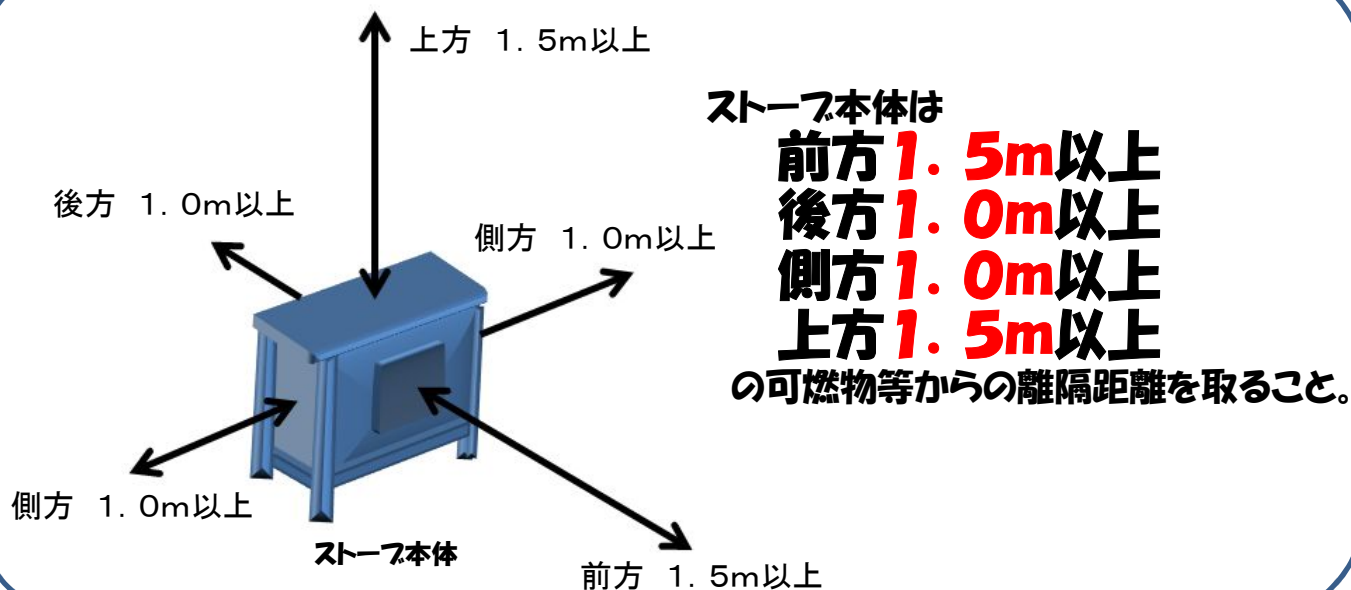 上方 １．５ｍ以上
後方 １．０ｍ以上
側方 １．０ｍ以上
側方 １．０ｍ以上
ストーブ本体
前方 １．５ｍ以上
ストーブ本体は
前方１．５ｍ以上
後方１．０ｍ以上
側方１．０ｍ以上
上方１．５ｍ以上
の可燃物等からの離隔距離を取ること。